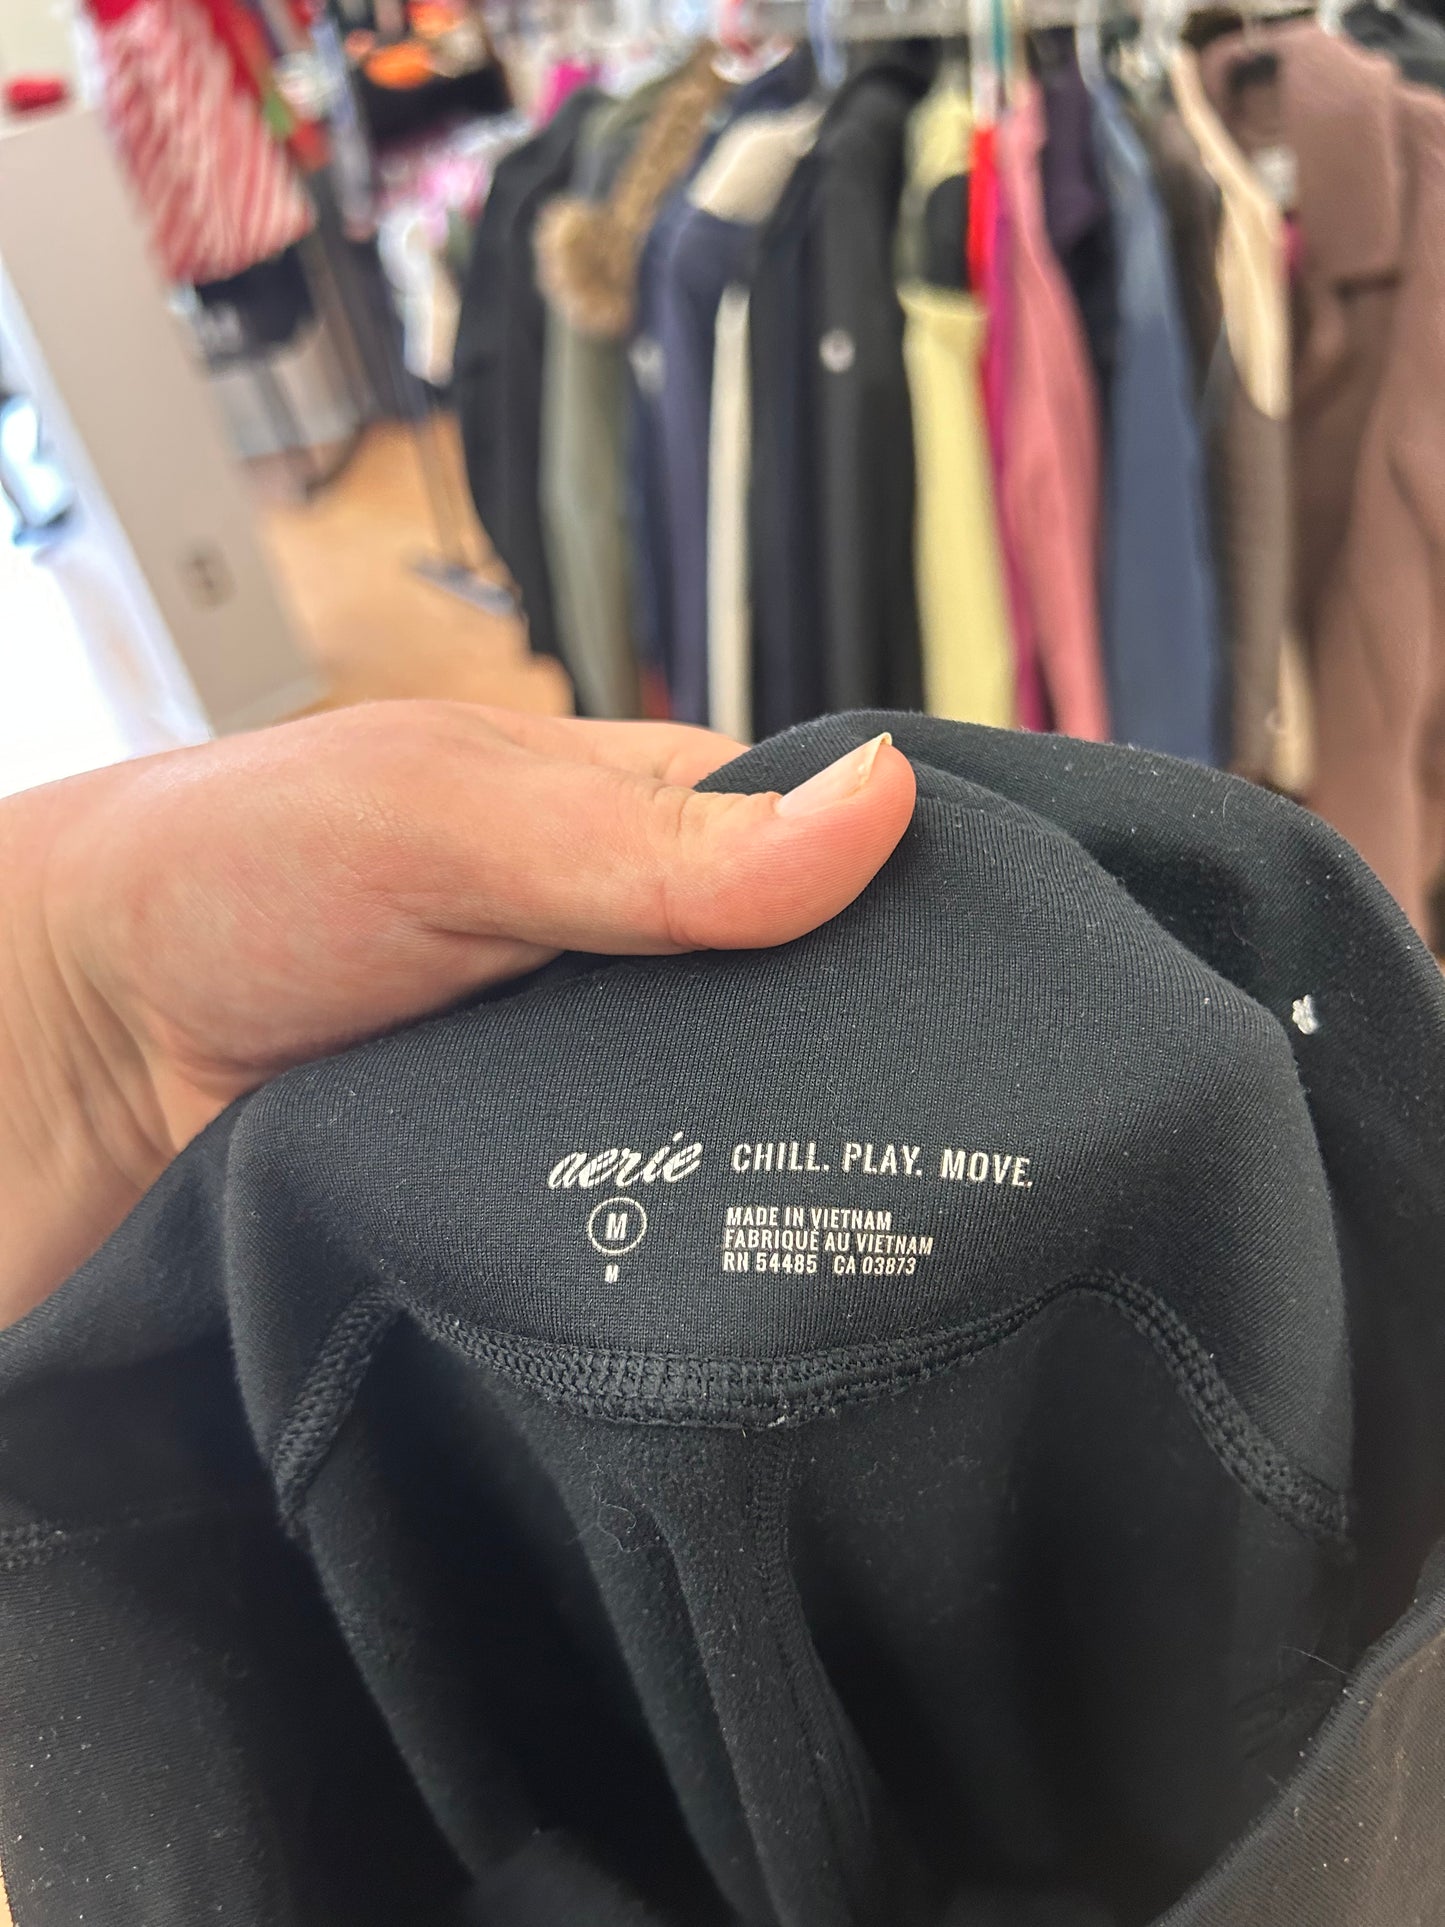 aerie CHILL. PLAY. MOVE.
M
M
MADE IN VIETNAM
FABRIQUÉ AU VIETNAM
RN 54485 CA 03873